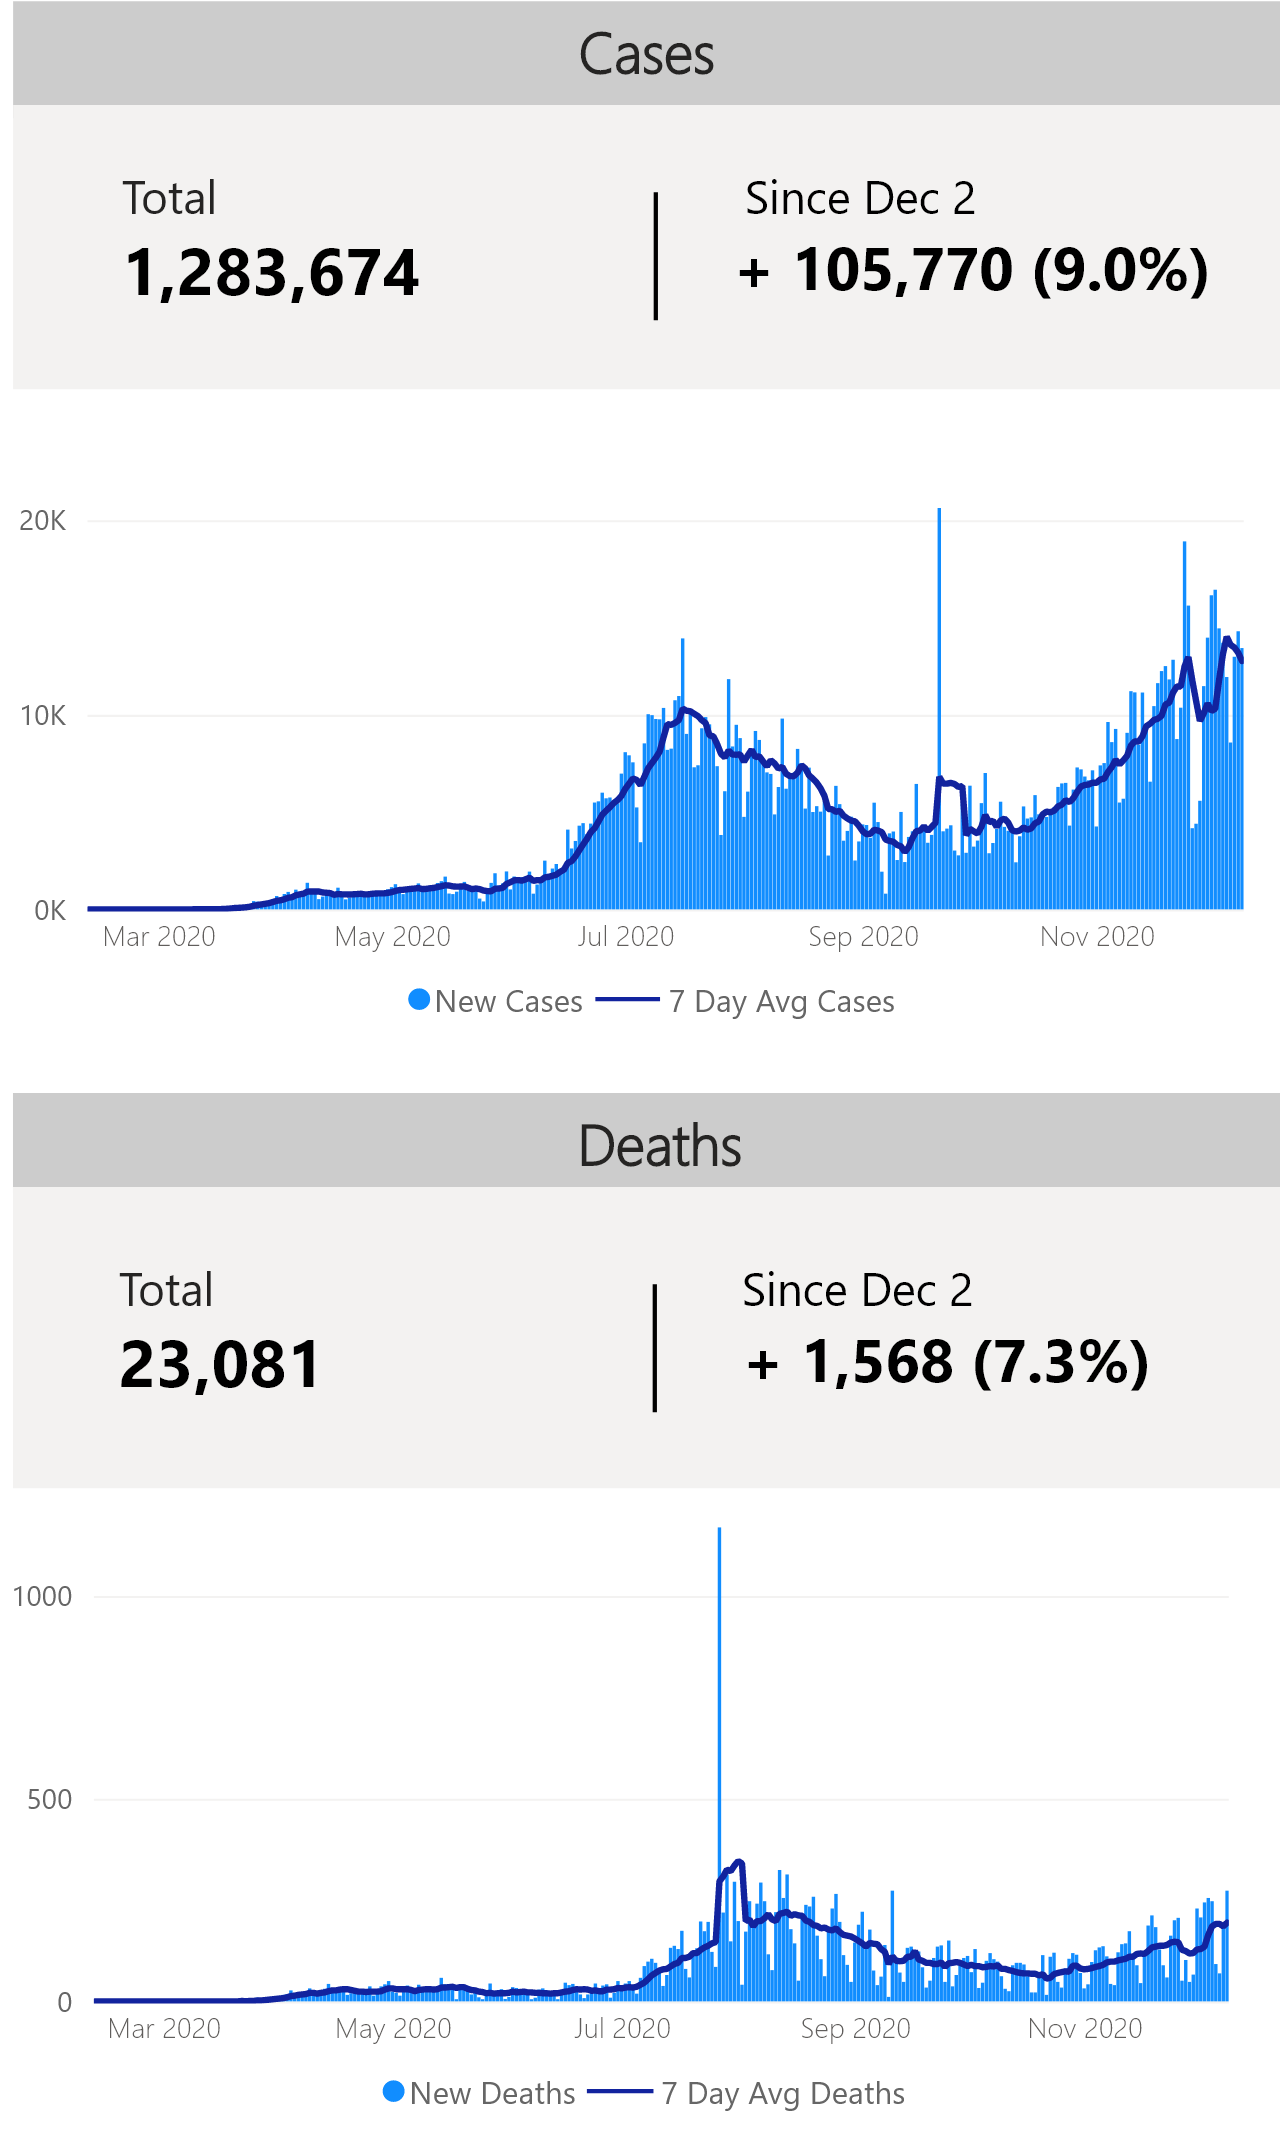 Cases
Total
Since Dec 2
1,283,674
+ 105,770 (9.0%)
20K
10K
0K
Mar 2020 May 2020 Jul 2020 Sep 2020 Nov 2020
New Cases 7 Day Avg Cases
Deaths
Total
Since Dec 2
23,081
+ 1,568 (7.3%)
1000
500
0
Mar 2020 May 2020 Jul 2020 Sep 2020 Nov 2020
New Deaths 7 Day Avg Deaths